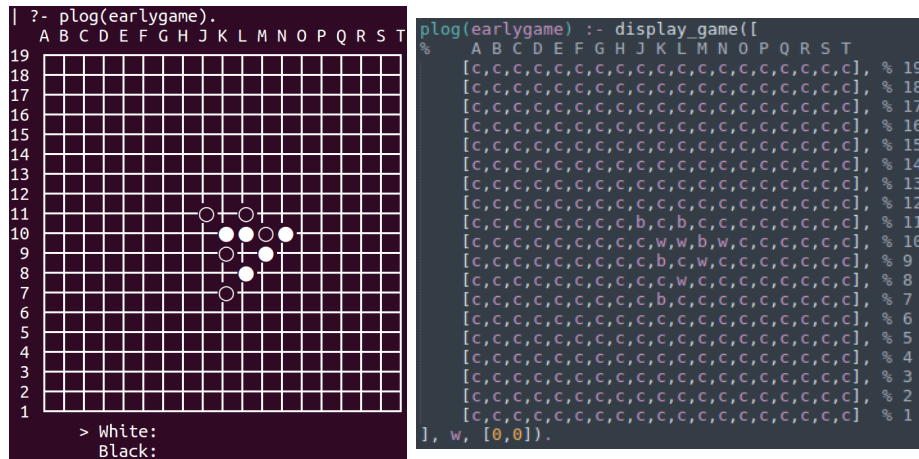 | ?- plog(earlygame).
A B C D E F G H J K L M N O P Q R S T
19
18
17
16
15
14
13
12
11
10
9
8
7
6
5
4
3
2
1
> White:
Black:
plog(earlygame) :- display_game([
% A B C D E F G H J K L M N O P Q R S T
[c,c,c,c,c,c,c,c,c,c,c,c,c,c,c,c,c,c,c], % 19
[c,c,c,c,c,c,c,c,c,c,c,c,c,c,c,c,c,c,c], % 18
[c,c,c,c,c,c,c,c,c,c,c,c,c,c,c,c,c,c,c], % 17
[c,c,c,c,c,c,c,c,c,c,c,c,c,c,c,c,c,c,c], % 16
[c,c,c,c,c,c,c,c,c,c,c,c,c,c,c,c,c,c,c], % 15
[c,c,c,c,c,c,c,c,c,c,c,c,c,c,c,c,c,c,c], % 14
[c,c,c,c,c,c,c,c,c,c,c,c,c,c,c,c,c,c,c], % 13
[c,c,c,c,c,c,c,c,c,c,c,c,c,c,c,c,c,c,c], % 12
[c,c,c,c,c,c,c,c,b,c,b,c,c,c,c,c,c,c,c], % 11
[c,c,c,c,c,c,c,c,c,w,w,b,w,c,c,c,c,c,c], % 10
[c,c,c,c,c,c,c,c,c,b,c,w,c,c,c,c,c,c,c], % 9
[c,c,c,c,c,c,c,c,c,c,w,c,c,c,c,c,c,c,c], % 8
[c,c,c,c,c,c,c,c,c,b,c,c,c,c,c,c,c,c,c], % 7
[c,c,c,c,c,c,c,c,c,c,c,c,c,c,c,c,c,c,c], % 6
[c,c,c,c,c,c,c,c,c,c,c,c,c,c,c,c,c,c,c], % 5
[c,c,c,c,c,c,c,c,c,c,c,c,c,c,c,c,c,c,c], % 4
[c,c,c,c,c,c,c,c,c,c,c,c,c,c,c,c,c,c,c], % 3
[c,c,c,c,c,c,c,c,c,c,c,c,c,c,c,c,c,c,c], % 2
[c,c,c,c,c,c,c,c,c,c,c,c,c,c,c,c,c,c,c] % 1
], w, [0,0]).